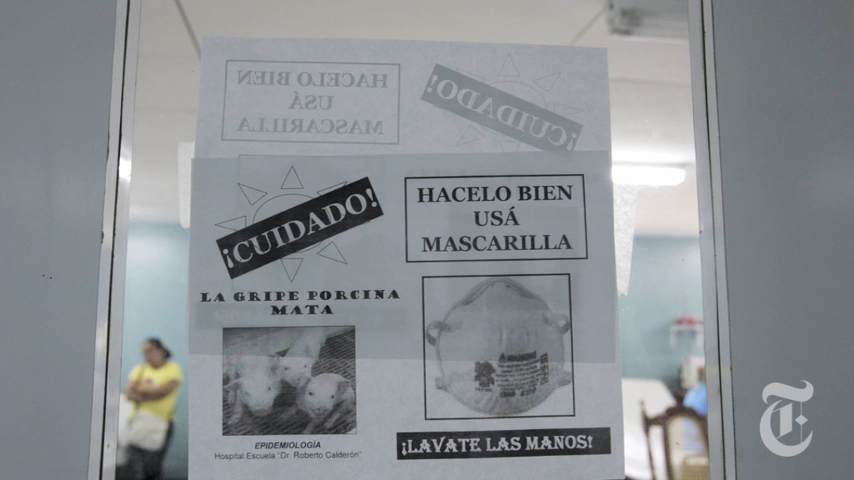 HACELO BIEN
USÁ
MASCARILLA
¡CUIDADO!
¡CUIDADO!
HACELO BIEN
USÁ
MASCARILLA
LA GRIPE PORCINA
MATA
WARNING
EPIDEMIOLOGÍA
Hospital Escuela "Dr. Roberto Calderón"
¡LAVATE LAS MANOS!
T